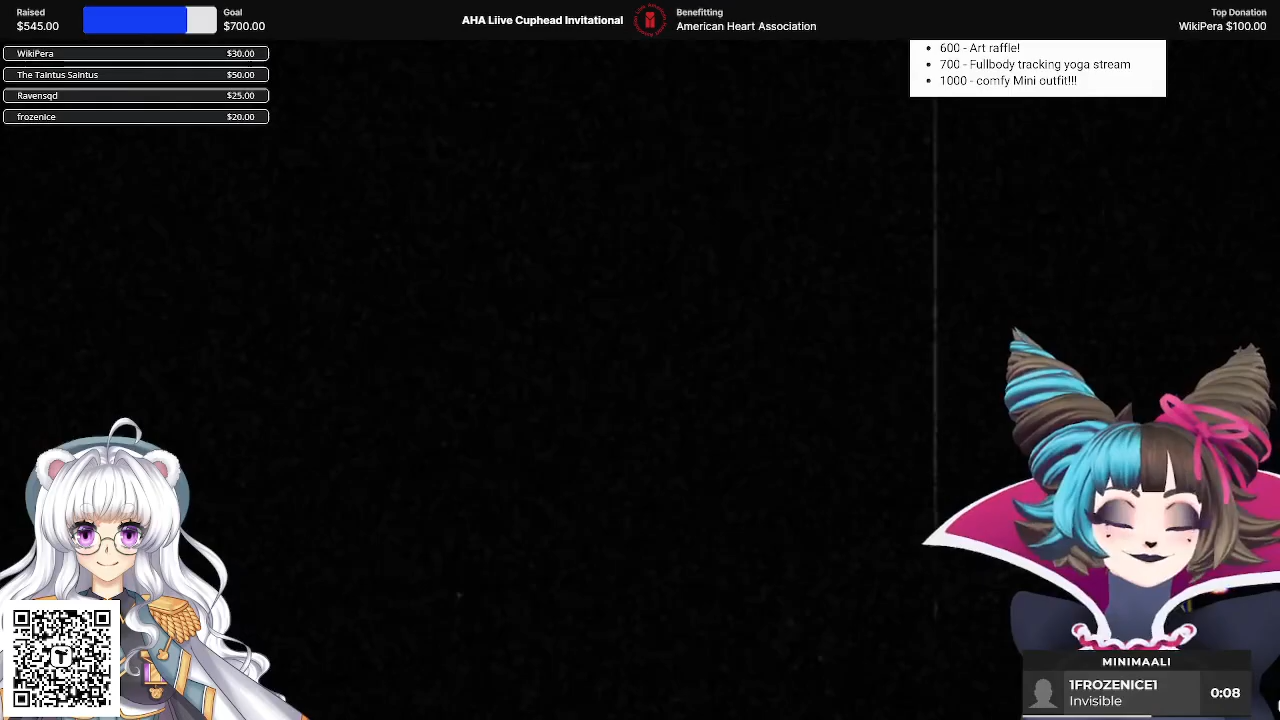 Raised
$545.00
Goal
$700.00
AHA Liive Cuphead Invitational
Benefitting
American Heart Association
Top Donation
WikiPera $100.00
WikiPera $30.00
The Taintus Saintus $50.00
Ravensqd $25.00
frozenice $20.00
600 - Art raffle!
700 - Fullbody tracking yoga stream
1000 - comfy Mini outfit!!!
MINIMAALI
1FROZENICE1
Invisible
0:08